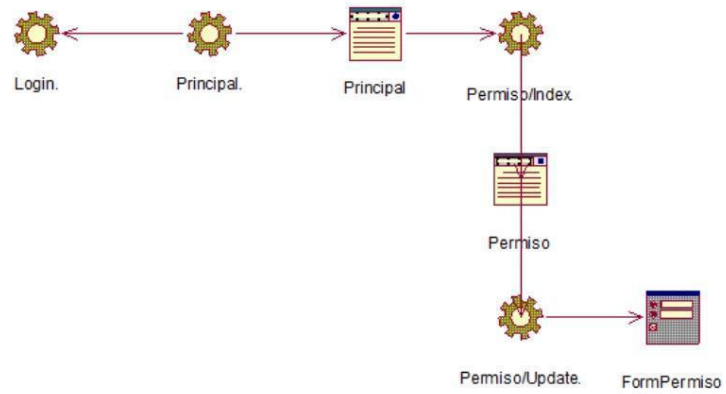 Login.
Principal.
Principal
Permiso/Index.
Permiso
Permiso/Update.
FormPermiso